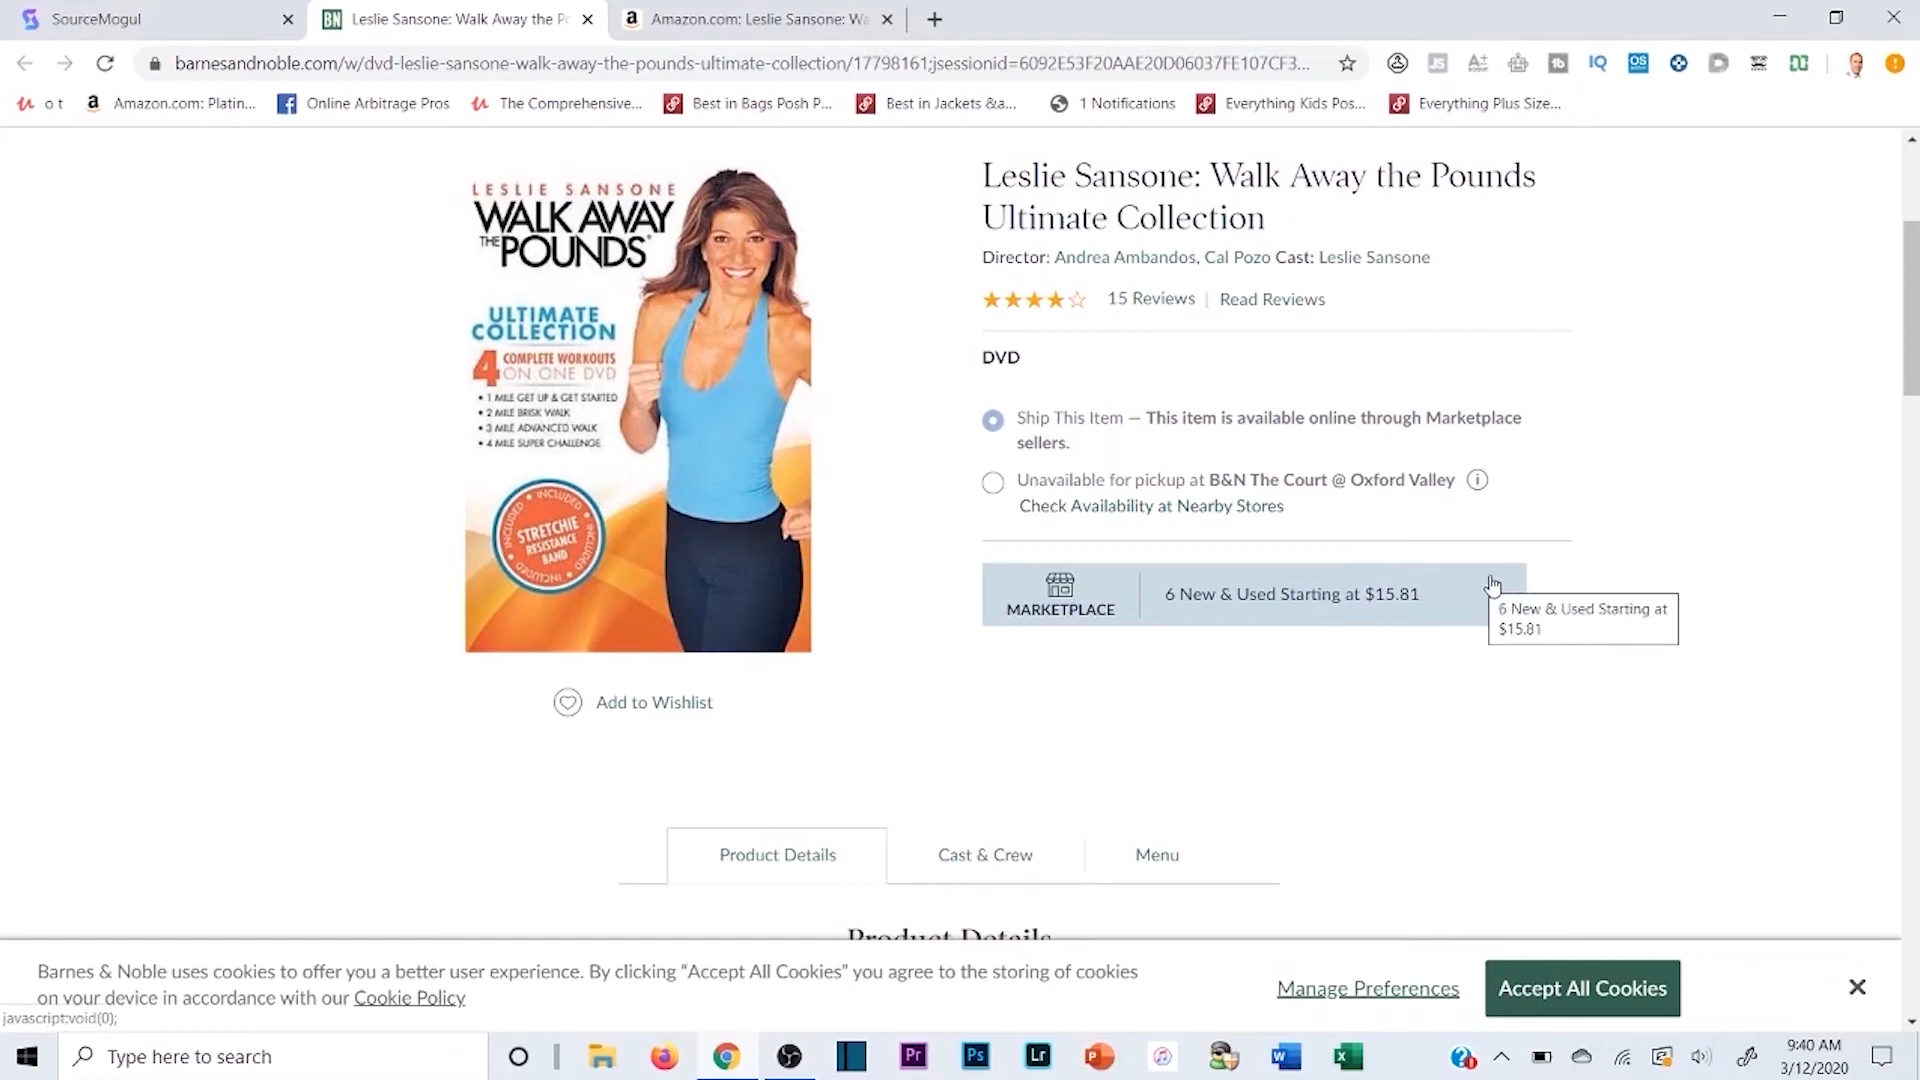 SourceMogul
Leslie Sansone: Walk Away the Po
Amazon.com: Leslie Sansone: Wa
barnesandnoble.com/w/dvd-leslie-sansone-walk-away-the-pounds-ultimate-collection/17798161;jsessionid=6092E53F20AAE20D06037FE107CF3...
o t
Amazon.com: Platin...
Online Arbitrage Pros
The Comprehensive...
Best in Bags Posh P...
Best in Jackets &a...
1 Notifications
Everything Kids Pos...
Everything Plus Size...
LESLIE SANSONE
WALK AWAY
THE POUNDS
ULTIMATE
COLLECTION
4 COMPLETE WORKOUTS
ON ONE DVD
• 1 MILE GET UP & GET STARTED
• 2 MILE BRISK WALK
• 3 MILE ADVANCED WALK
• 4 MILE SUPER CHALLENGE
INCLUDED INCLUDED INCLUDED INCLUDED
STRETCHIE
RESISTANCE
BAND
Add to Wishlist
Leslie Sansone: Walk Away the Pounds
Ultimate Collection
Director: Andrea Ambandos, Cal Pozo Cast: Leslie Sansone
15 Reviews | Read Reviews
DVD
Ship This Item — This item is available online through Marketplace
sellers.
Unavailable for pickup at B&N The Court @ Oxford Valley
Check Availability at Nearby Stores
MARKETPLACE
6 New & Used Starting at $15.81
6 New & Used Starting at
$15.81
Product Details
Cast & Crew
Menu
Product Details
Barnes & Noble uses cookies to offer you a better user experience. By clicking “Accept All Cookies” you agree to the storing of cookies
on your device in accordance with our Cookie Policy
Manage Preferences
Accept All Cookies
javascript:void(0);
Type here to search
9:40 AM
3/12/2020